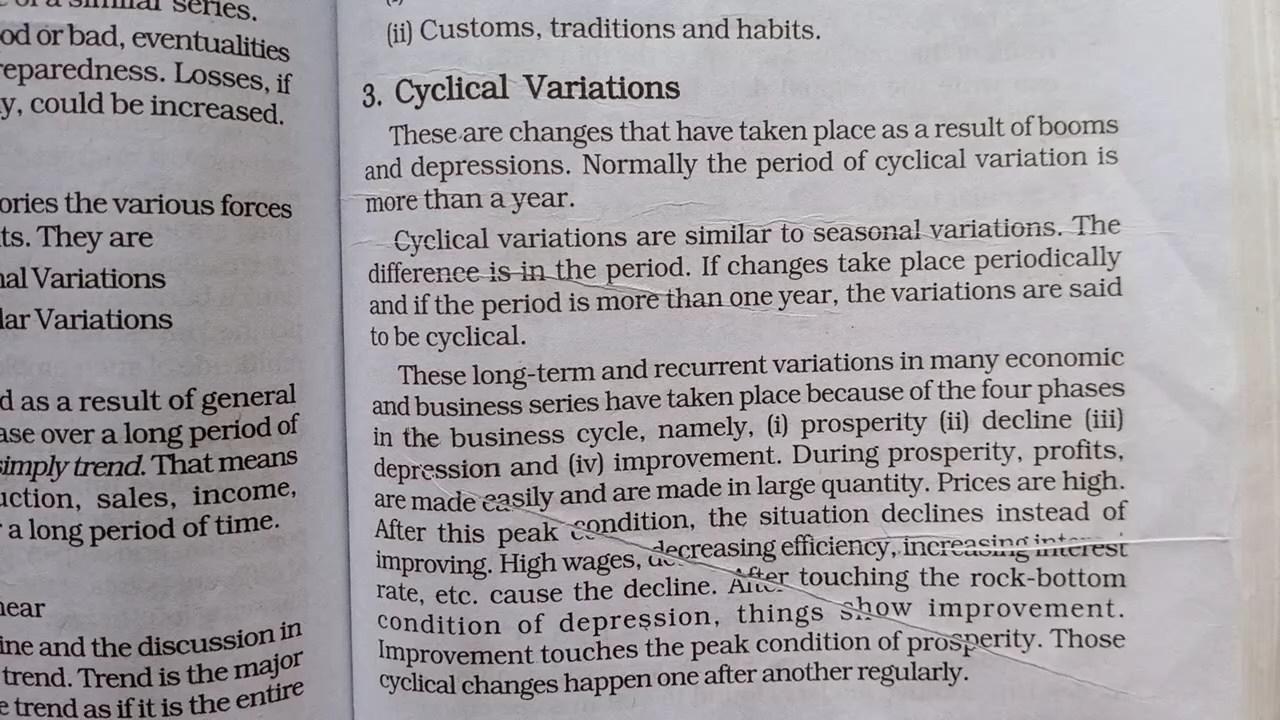 series.
od or bad, eventualities
reparedness. Losses, if
y, could be increased.
ories the various forces
ts. They are
nal Variations
lar Variations
d as a result of general
ase over a long period of
simply trend. That means
uction, sales, income,
a long period of time.
near
ine and the discussion in
trend. Trend is the major
e trend as if it is the entire
(ii) Customs, traditions and habits.
3. Cyclical Variations
These are changes that have taken place as a result of booms
and depressions. Normally the period of cyclical variation is
more than a year.
Cyclical variations are similar to seasonal variations. The
difference is in the period. If changes take place periodically
and if the period is more than one year, the variations are said
to be cyclical.
These long-term and recurrent variations in many economic
and business series have taken place because of the four phases
in the business cycle, namely, (i) prosperity (ii) decline (iii)
depression and (iv) improvement. During prosperity, profits,
are made easily and are made in large quantity. Prices are high.
After this peak condition, the situation declines instead of
improving. High wages, decreasing efficiency, increasing interest
rate, etc. cause the decline. After touching the rock-bottom
condition of depression, things show improvement.
Improvement touches the peak condition of prosperity. Those
cyclical changes happen one after another regularly.